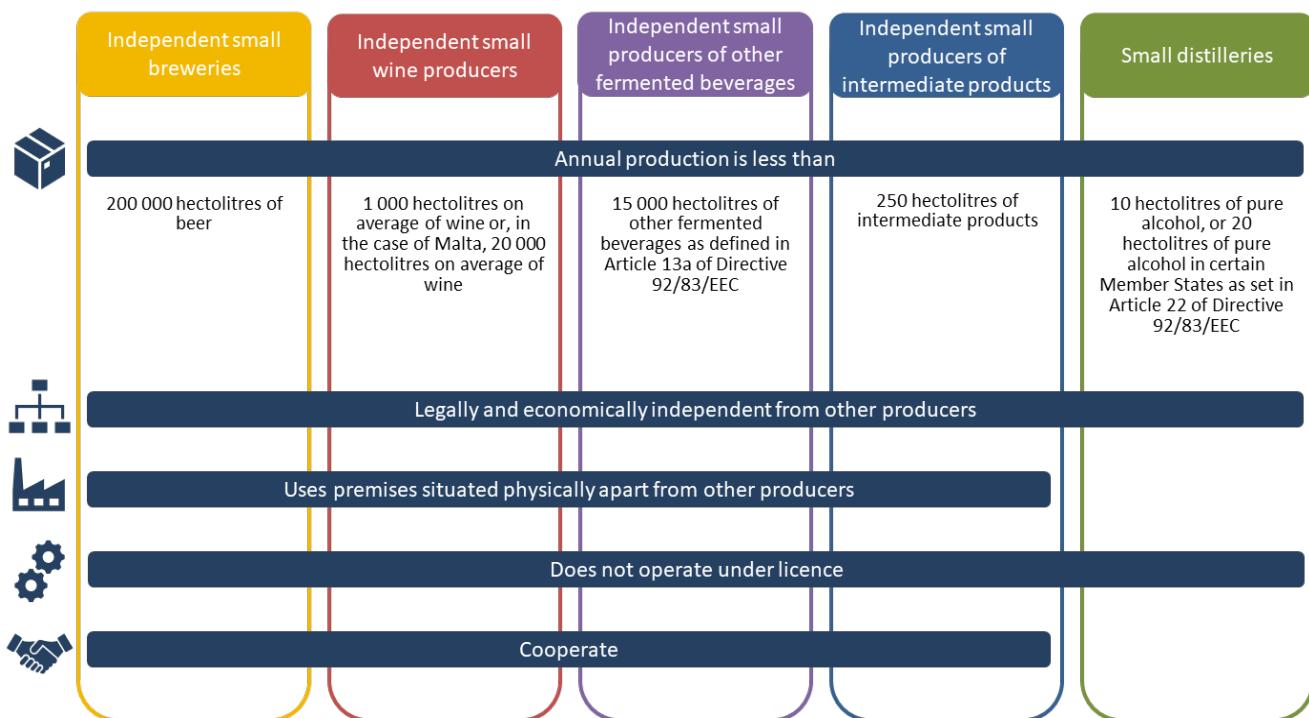 Independent small
breweries
Independent small
wine producers
Independent small
producers of other
fermented beverages
Independent small
producers of
intermediate products
Small distilleries
Annual production is less than
200 000 hectolitres of
beer
1 000 hectolitres on
average of wine or, in
the case of Malta, 20 000
hectolitres on average of
wine
15 000 hectolitres of
other fermented
beverages as defined in
Article 13a of Directive
92/83/EEC
250 hectolitres of
intermediate products
10 hectolitres of pure
alcohol, or 20
hectolitres of pure
alcohol in certain
Member States as set in
Article 22 of Directive
92/83/EEC
Legally and economically independent from other producers
Uses premises situated physically apart from other producers
Does not operate under licence
Cooperate